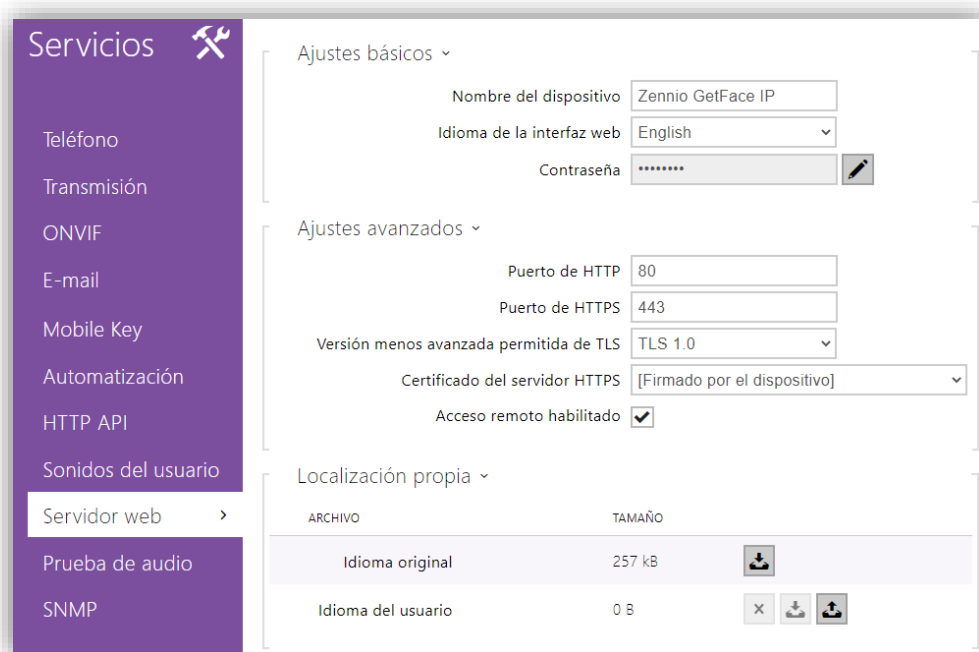 Servicios
Teléfono
Transmisión
ONVIF
E-mail
Mobile Key
Automatización
HTTP API
Sonidos del usuario
Servidor web
Prueba de audio
SNMP
Ajustes básicos
Nombre del dispositivo Zennio GetFace IP
Idioma de la interfaz web English
Contraseña ••••••••
Ajustes avanzados
Puerto de HTTP 80
Puerto de HTTPS 443
Versión menos avanzada permitida de TLS TLS 1.0
Certificado del servidor HTTPS [Firmado por el dispositivo]
Acceso remoto habilitado
Localización propia
ARCHIVO TAMAÑO
Idioma original 257 kB
Idioma del usuario 0 B